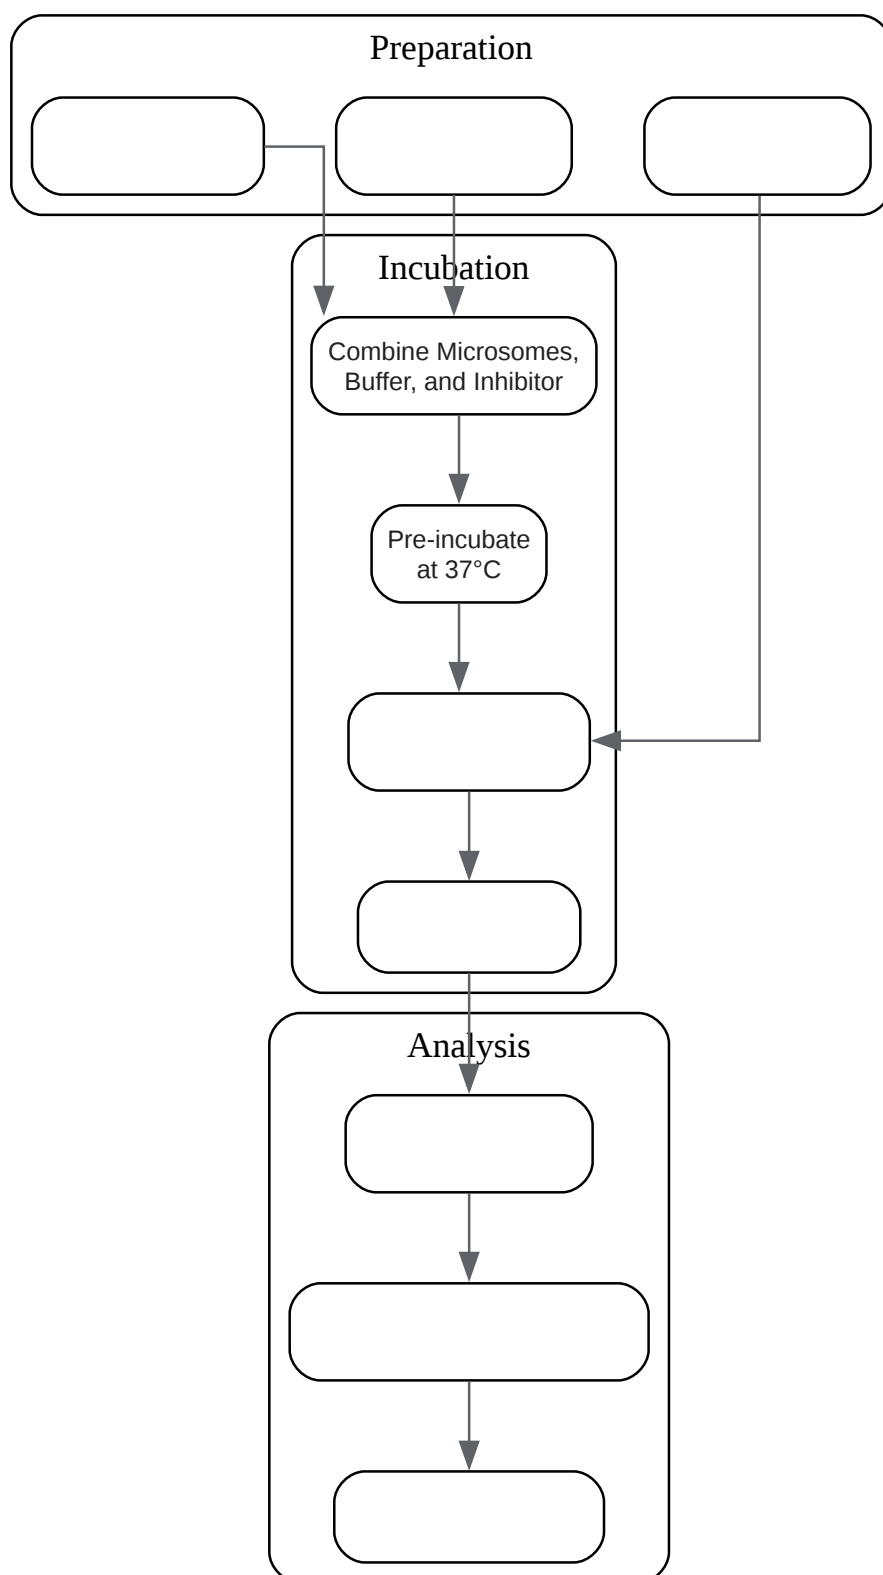 Preparation
Incubation
Combine Microsomes,
Buffer, and Inhibitor
Pre-incubate
at 37°C
Analysis